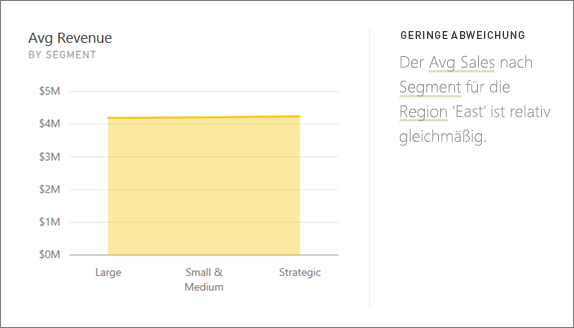 Avg Revenue
BY SEGMENT
$5M
$4M
$3M
$2M
$1M
$0M
Large
Small &
Medium
Strategic
GERINGE ABWEICHUNG
Der Avg Sales nach
Segment für die
Region 'East' ist relativ
gleichmäßig.